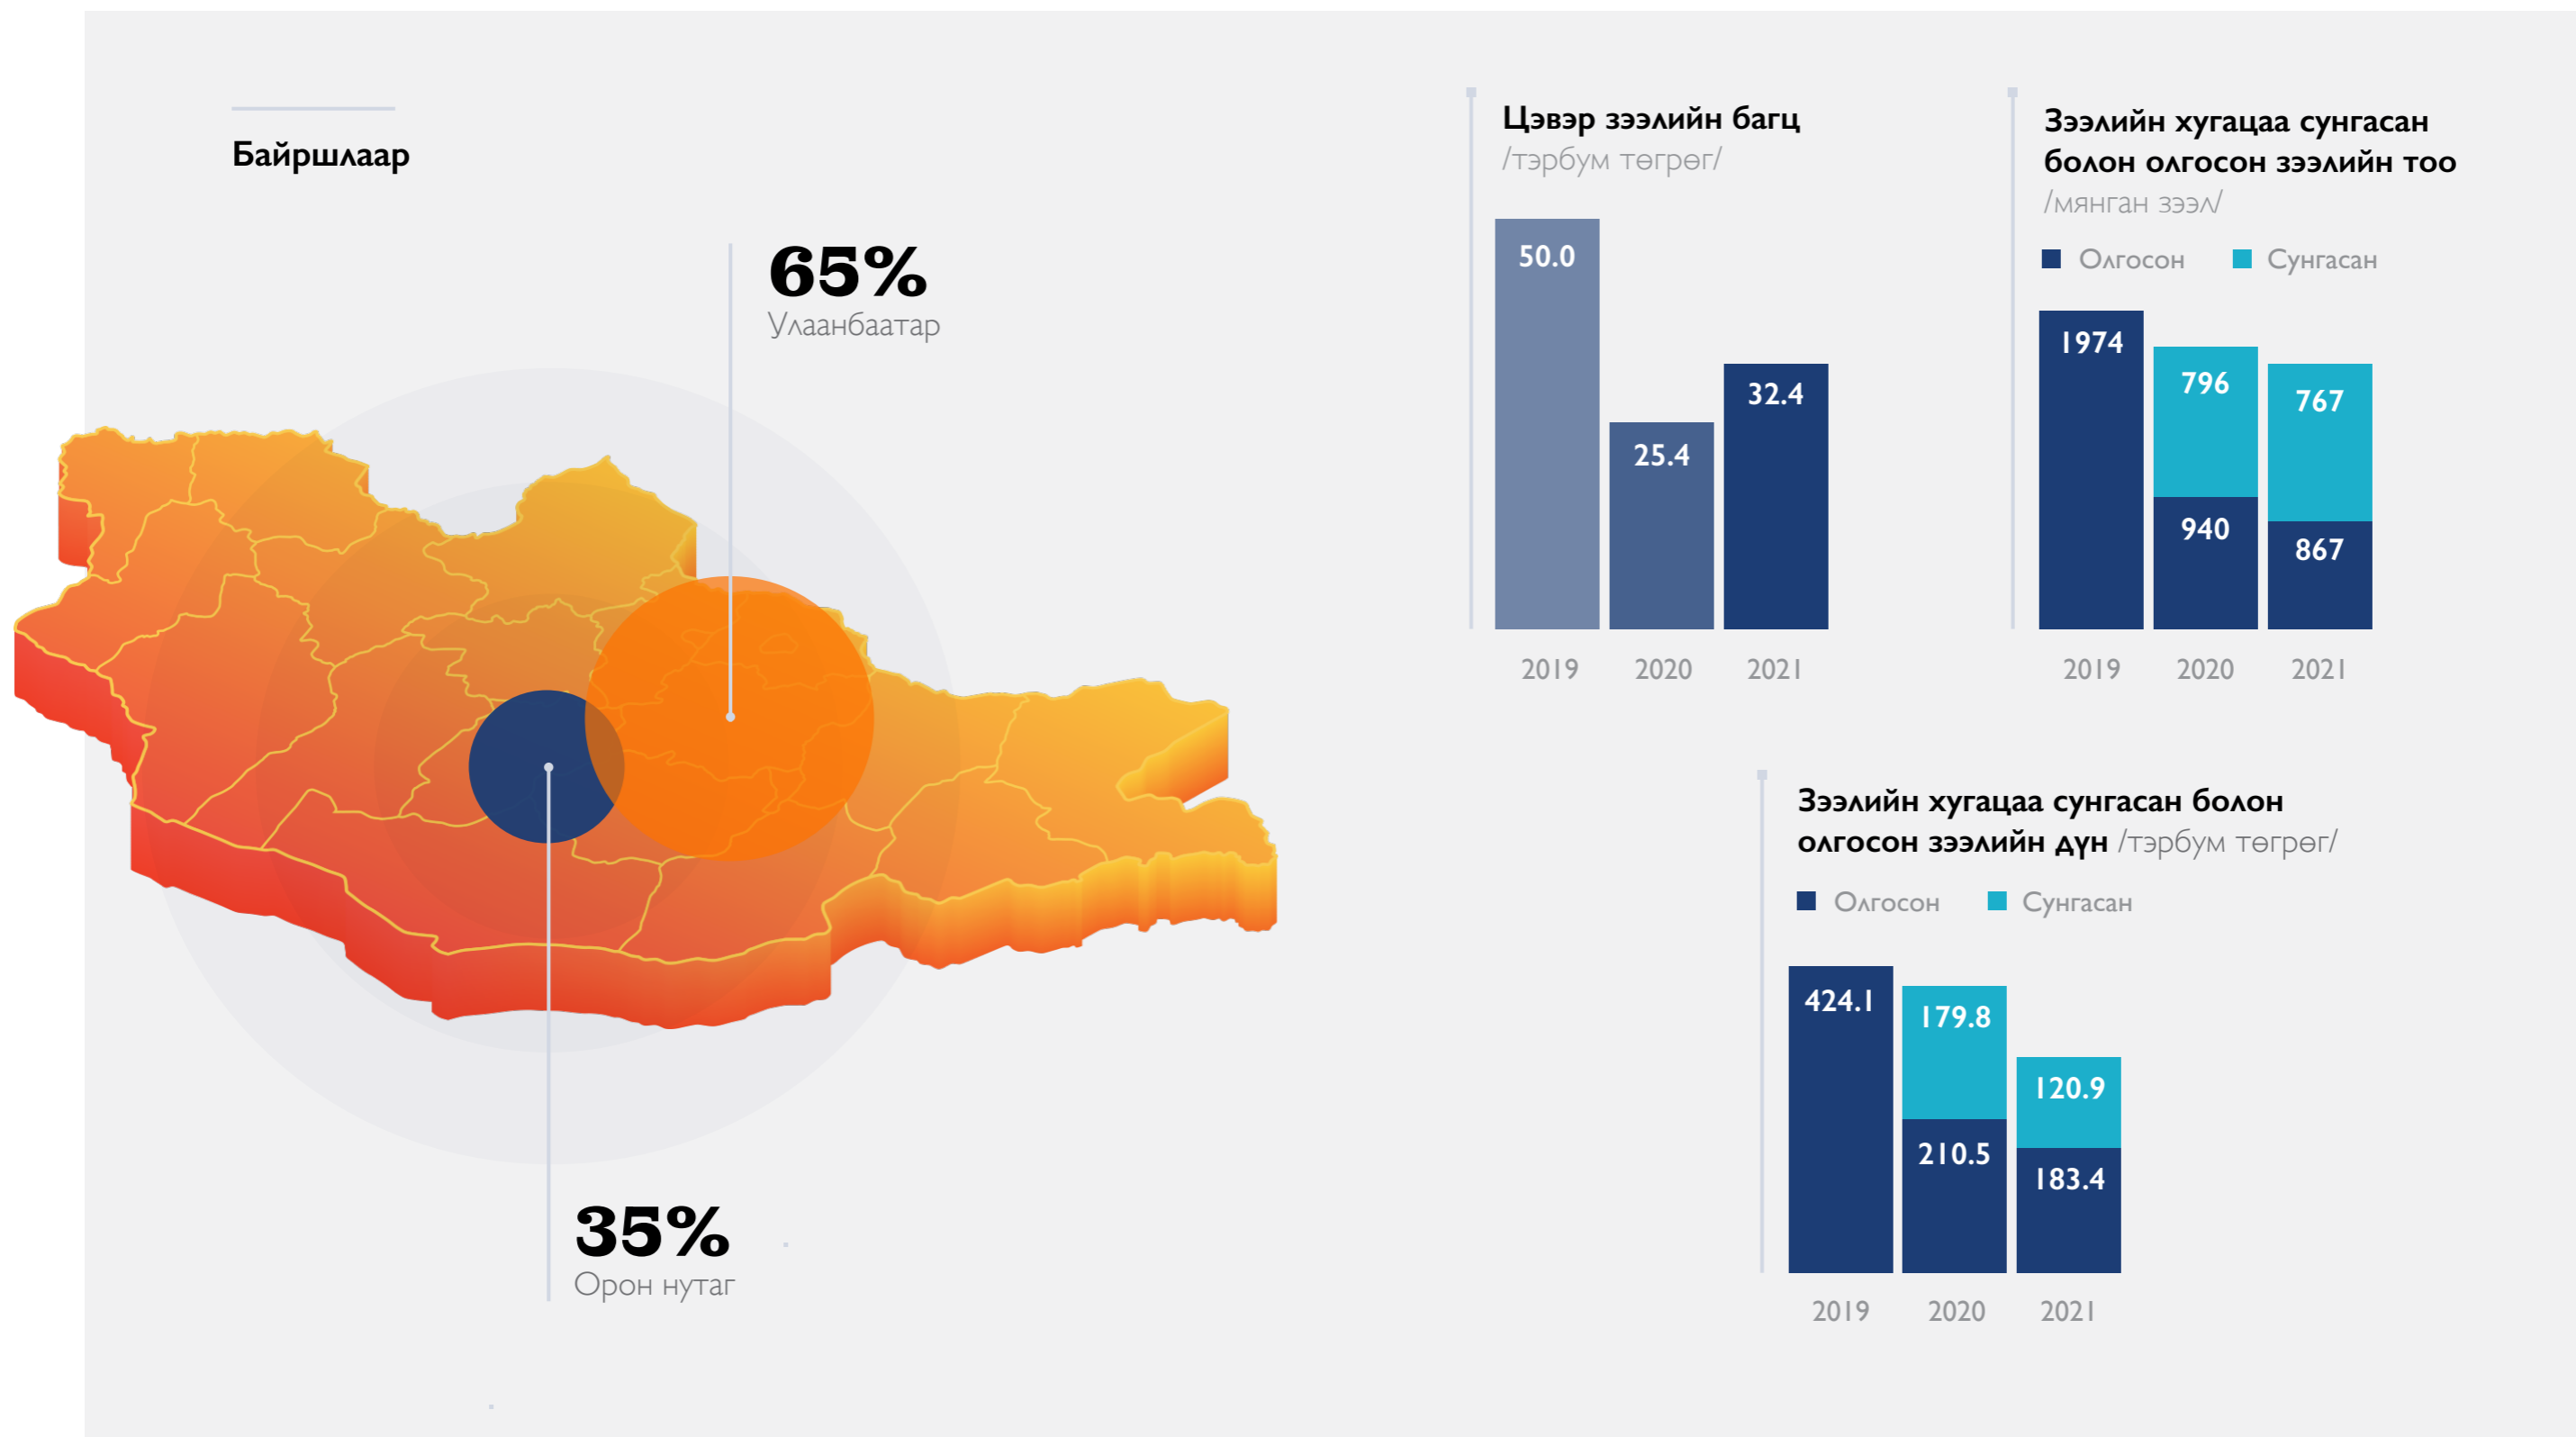 Байршлаар
65%
Улаанбаатар
35%
Орон нутаг
Цэвэр зээлийн багц
/тэрбум төгрөг/
50.0
25.4
32.4
2019 2020 2021
Зээлийн хугацаа сунгасан
болон олгосон зээлийн тоо
/мянган зээл/
Олгосон Сунгасан
1974
796
767
940
867
2019 2020 2021
Зээлийн хугацаа сунгасан болон
олгосон зээлийн дүн /тэрбум төгрөг/
Олгосон Сунгасан
424.1
179.8
120.9
210.5
183.4
2019 2020 2021